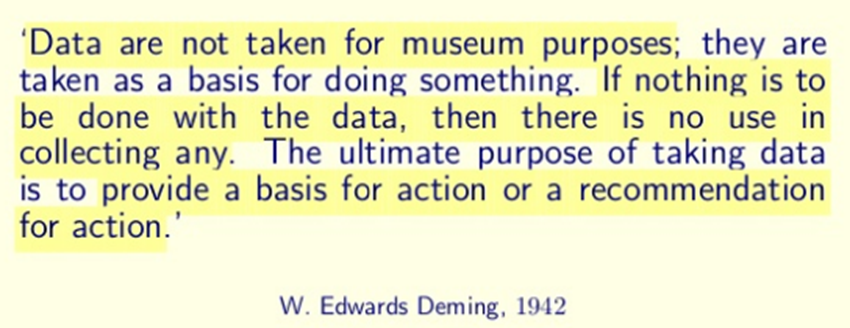 ‘Data are not taken for museum purposes; they are
taken as a basis for doing something. If nothing is to
be done with the data, then there is no use in
collecting any. The ultimate purpose of taking data
is to provide a basis for action or a recommendation
for action.’
W. Edwards Deming, 1942